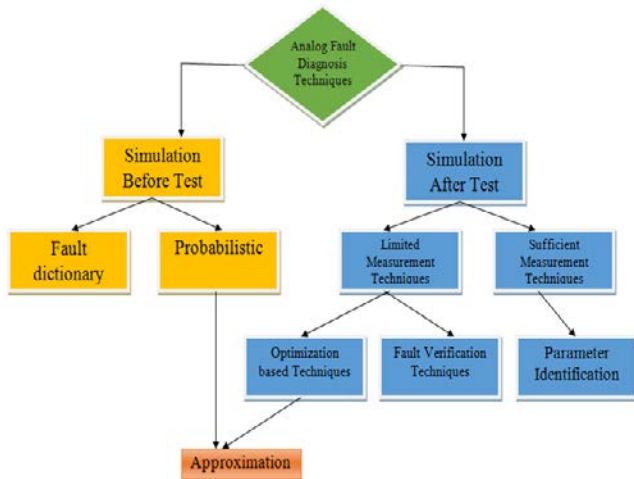 Analog Fault
Diagnosis
Techniques
Simulation
Before Test
Simulation
After Test
Fault
dictionary
Probabilistic
Limited
Measurement
Techniques
Sufficient
Measurement
Techniques
Optimization
based Techniques
Fault Verification
Techniques
Parameter
Identification
Approximation